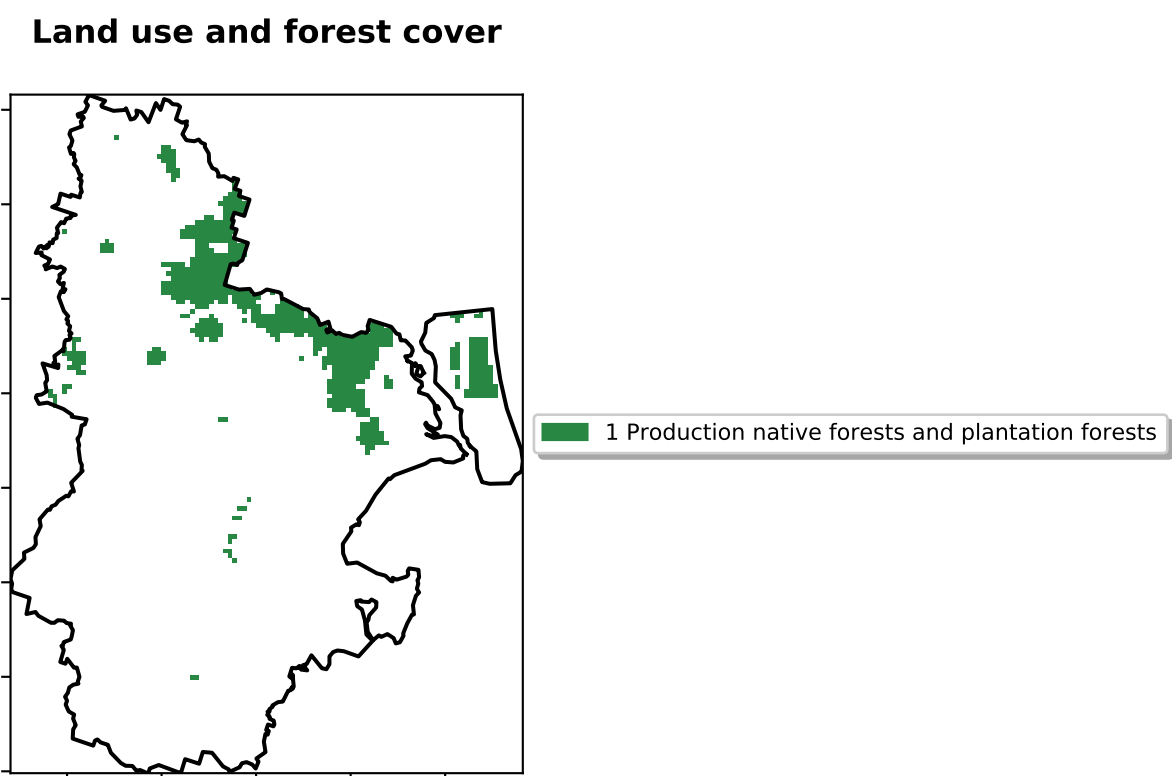 Land use and forest cover
1 Production native forests and plantation forests